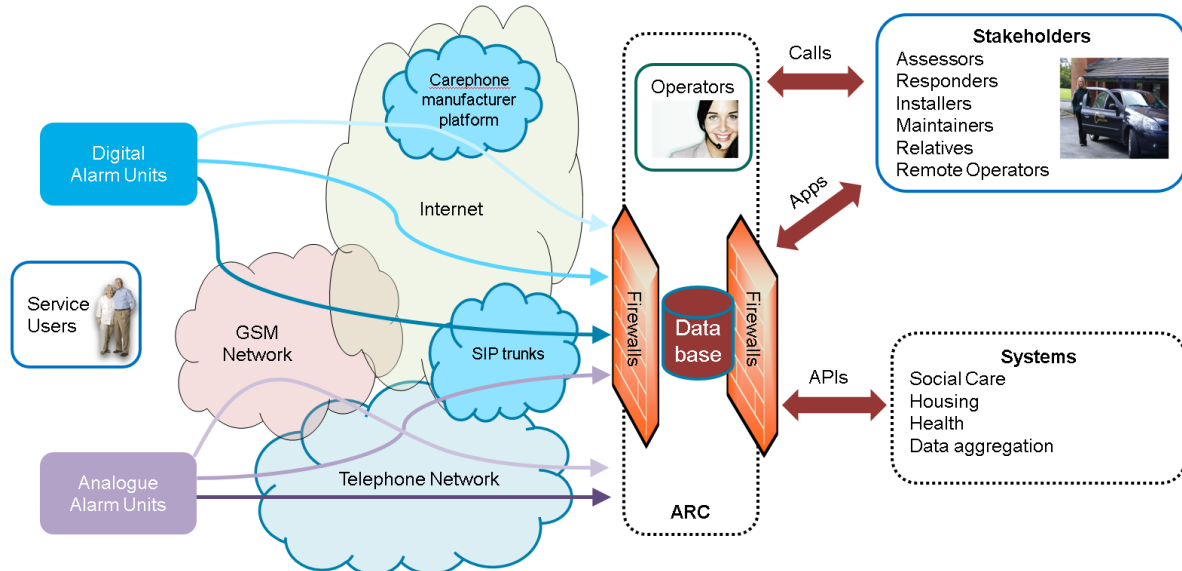 Digital
Alarm Units
Service
Users
Analogue
Alarm Units
Carephone
manufacturer
platform
Internet
GSM
Network
SIP trunks
Telephone Network
Operators
Firewalls
Data
base
Firewalls
ARC
Calls
Apps
APIs
Stakeholders
Assessors
Responders
Installers
Maintainers
Relatives
Remote Operators
Systems
Social Care
Housing
Health
Data aggregation